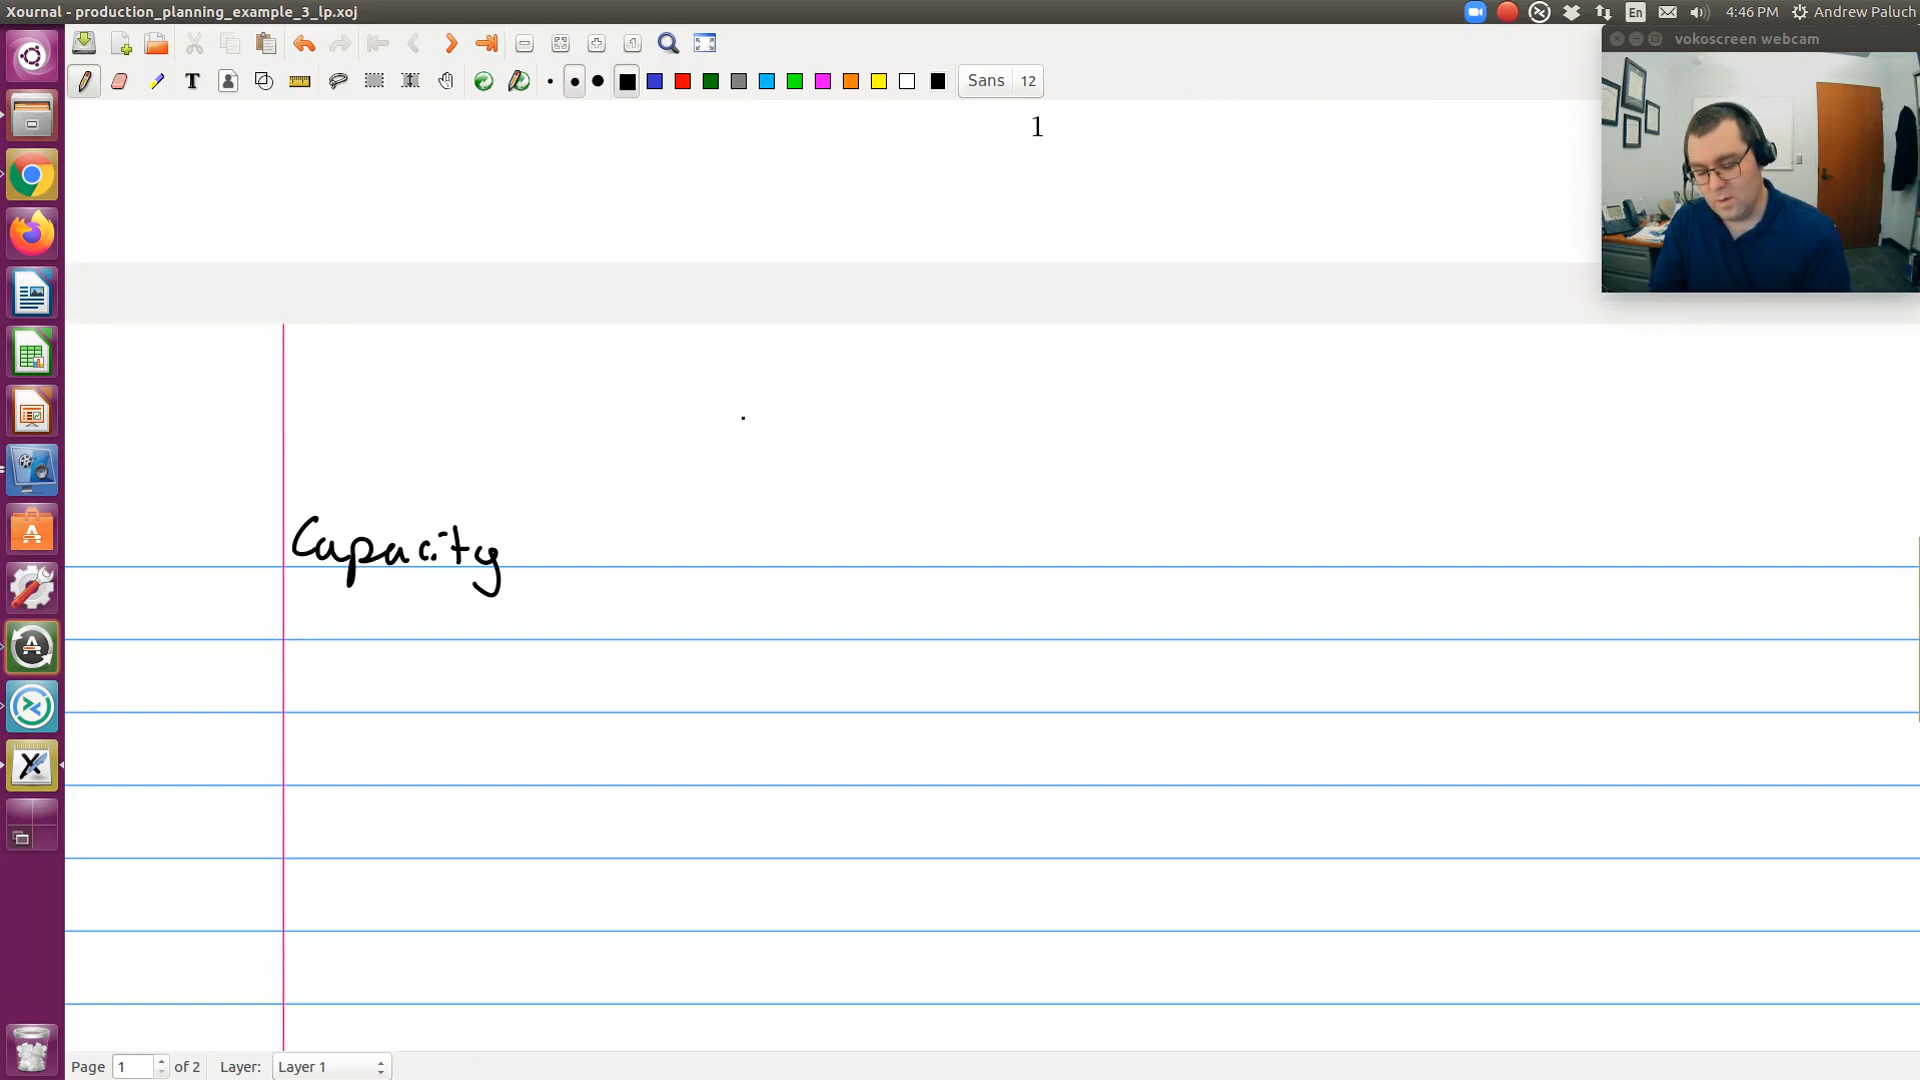 Xournal - production_planning_example_3_lp.xoj
En
4:46 PM
Andrew Paluch
vokoscreen webcam
T
Sans 12
1
Capacity
Page 1 of 2 Layer: Layer 1